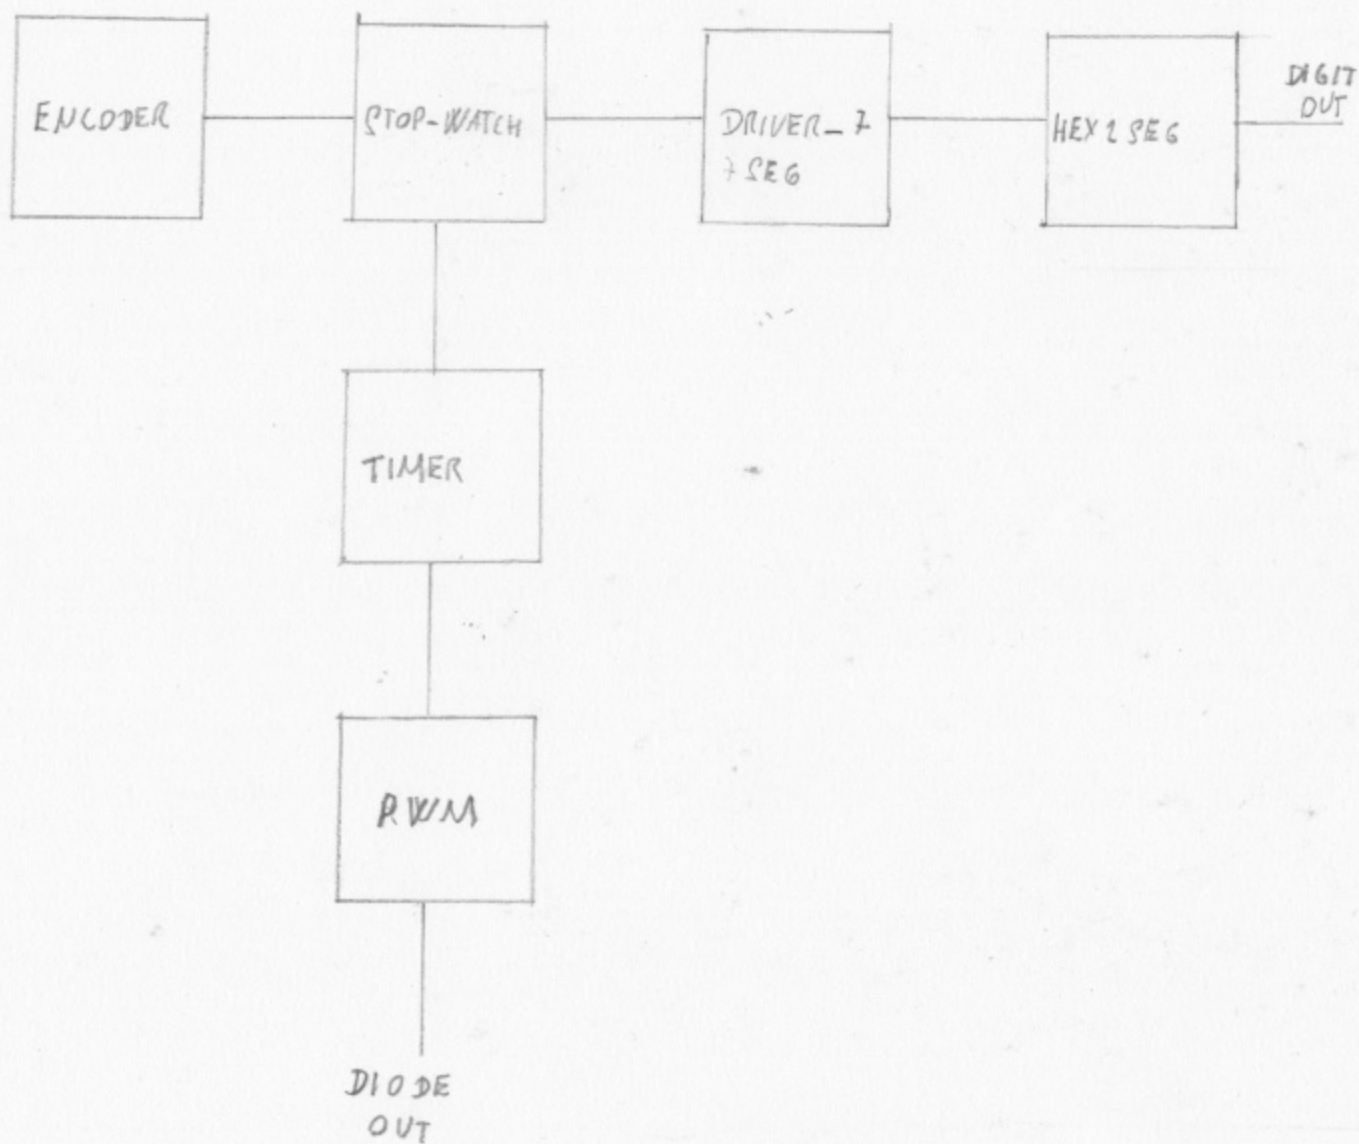 ENCODER
STOP-WATCH
DRIVER_7
7SEG
HEX2SEG
DIGIT
OUT
TIMER
PWM
DIODE
OUT